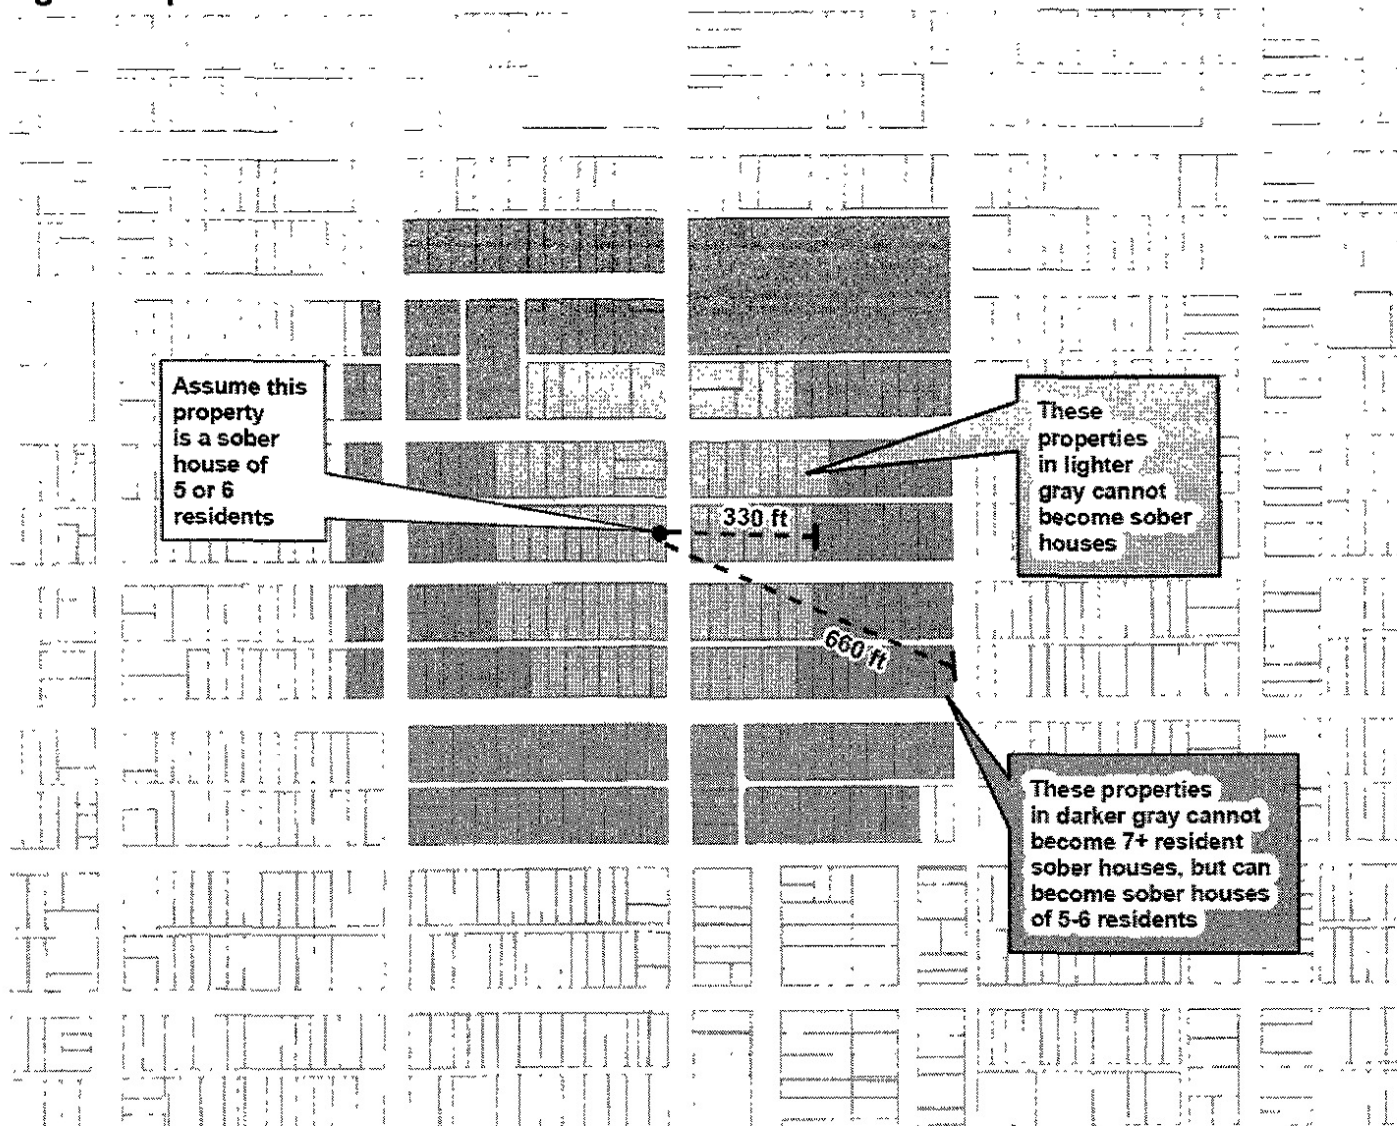 Assume this
property
is a sober
house of
5 or 6
residents
These
properties
in lighter
gray cannot
become sober
houses
330 ft
660 ft
These properties
in darker gray cannot
become 7+ resident
sober houses, but can
become sober houses
of 5-6 residents